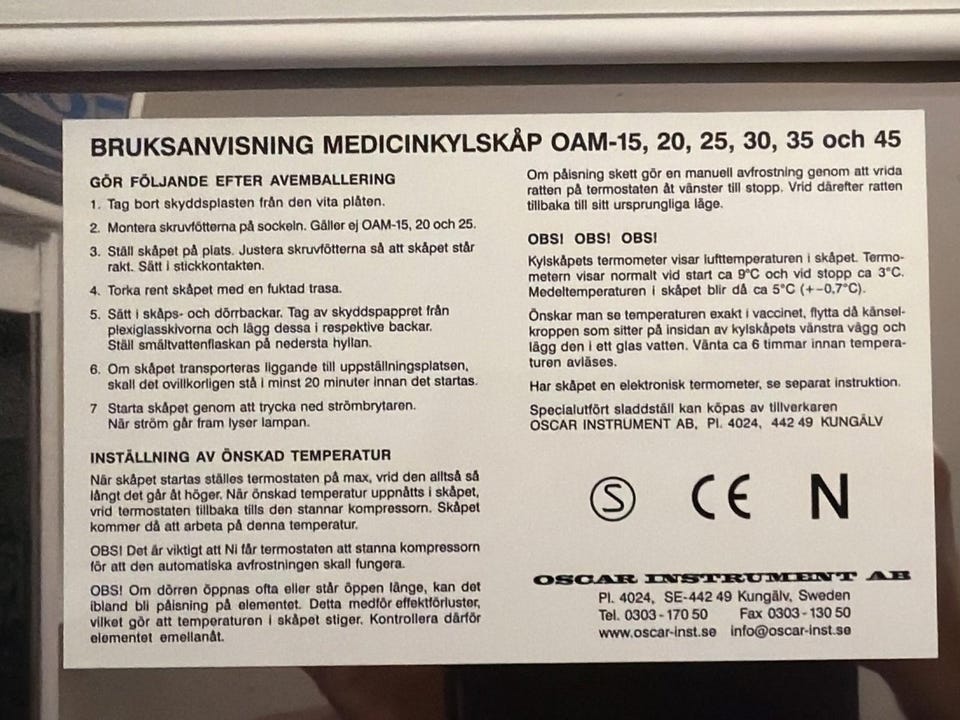 BRUKSANVISNING MEDICINKYLSKÅP OAM-15, 20, 25, 30, 35 och 45
GÖR FÖLJANDE EFTER AVEMBALLERING
1. Tag bort skyddsplasten från den vita plåten.
2. Montera skruvfötterna på sockeln. Gäller ej OAM-15, 20 och 25.
3. Ställ skåpet på plats. Justera skruvfötterna så att skåpet står
rakt. Sätt i stickkontakten.
4. Torka rent skåpet med en fuktad trasa.
5. Sätt i skåps- och dörrbackar. Tag av skyddspappret från
plexiglasskivorna och lägg dessa i respektive backar.
Ställ smältvattenflaskan på nedersta hyllan.
6. Om skåpet transporteras liggande till uppställningsplatsen,
skall det ovillkorligen stå i minst 20 minuter innan det startas.
7 Starta skåpet genom att trycka ned strömbrytaren.
När ström går fram lyser lampan.
INSTÄLLNING AV ÖNSKAD TEMPERATUR
När skåpet startas ställes termostaten på max, vrid den alltså så
långt det går åt höger. När önskad temperatur uppnåtts i skåpet,
vrid termostaten tillbaka tills den stannar kompressorn. Skåpet
kommer då att arbeta på denna temperatur.
OBS! Det är viktigt att Ni får termostaten att stanna kompressorn
för att den automatiska avfrostningen skall fungera.
OBS! Om dörren öppnas ofta eller står öppen länge, kan det
ibland bli påisning på elementet. Detta medför effektförluster,
vilket gör att temperaturen i skåpet stiger. Kontrollera därför
elementet emellanåt.
Om påisning skett gör en manuell avfrostning genom att vrida
ratten på termostaten åt vänster till stopp. Vrid därefter ratten
tillbaka till sitt ursprungliga läge.
OBS! OBS! OBS!
Kylskåpets termometer visar lufttemperaturen i skåpet. Termo-
metern visar normalt vid start ca 9°C och vid stopp ca 3°C.
Medeltemperaturen i skåpet blir då ca 5°C (+-0,7°C).
Önskar man se temperaturen exakt i vaccinet, flytta då känsel-
kroppen som sitter på insidan av kylskåpets vänstra vägg och
lägg den i ett glas vatten. Vänta ca 6 timmar innan tempera-
turen avläses.
Har skåpet en elektronisk termometer, se separat instruktion.
Specialutfört sladdställ kan köpas av tillverkaren
OSCAR INSTRUMENT AB, Pl. 4024, 442 49 KUNGÄLV
S CE N
OSCAR INSTRUMENT AB
Pl. 4024, SE-442 49 Kungälv, Sweden
Tel. 0303-170 50 Fax 0303-130 50
www.oscar-inst.se info@oscar-inst.se